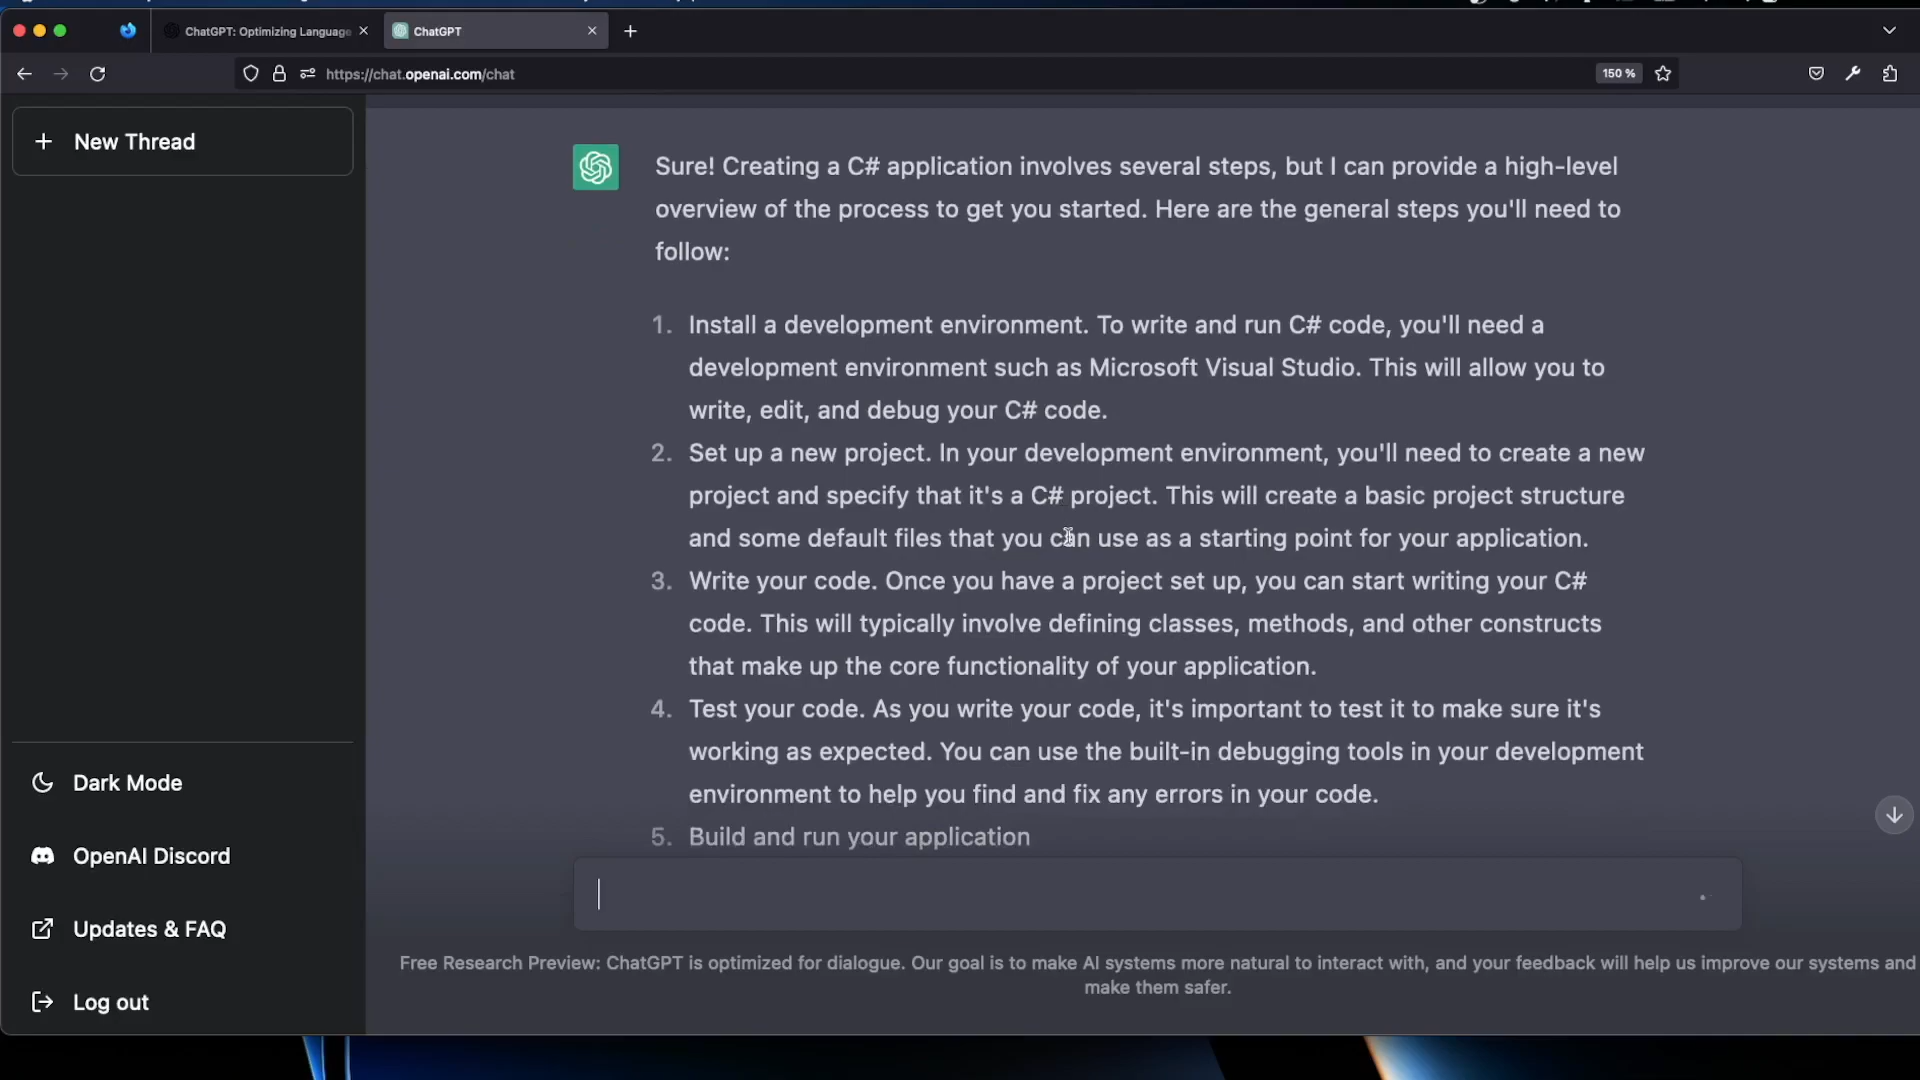 ChatGPT: Optimizing Language
ChatGPT
https://chat.openai.com/chat
150 %
New Thread
Sure! Creating a C# application involves several steps, but I can provide a high-level
overview of the process to get you started. Here are the general steps you'll need to
follow:
1. Install a development environment. To write and run C# code, you'll need a
development environment such as Microsoft Visual Studio. This will allow you to
write, edit, and debug your C# code.
2. Set up a new project. In your development environment, you'll need to create a new
project and specify that it's a C# project. This will create a basic project structure
and some default files that you can use as a starting point for your application.
3. Write your code. Once you have a project set up, you can start writing your C#
code. This will typically involve defining classes, methods, and other constructs
that make up the core functionality of your application.
4. Test your code. As you write your code, it's important to test it to make sure it's
working as expected. You can use the built-in debugging tools in your development
environment to help you find and fix any errors in your code.
5. Build and run your application
Dark Mode
OpenAI Discord
Updates & FAQ
Log out
Free Research Preview: ChatGPT is optimized for dialogue. Our goal is to make AI systems more natural to interact with, and your feedback will help us improve our systems and
make them safer.